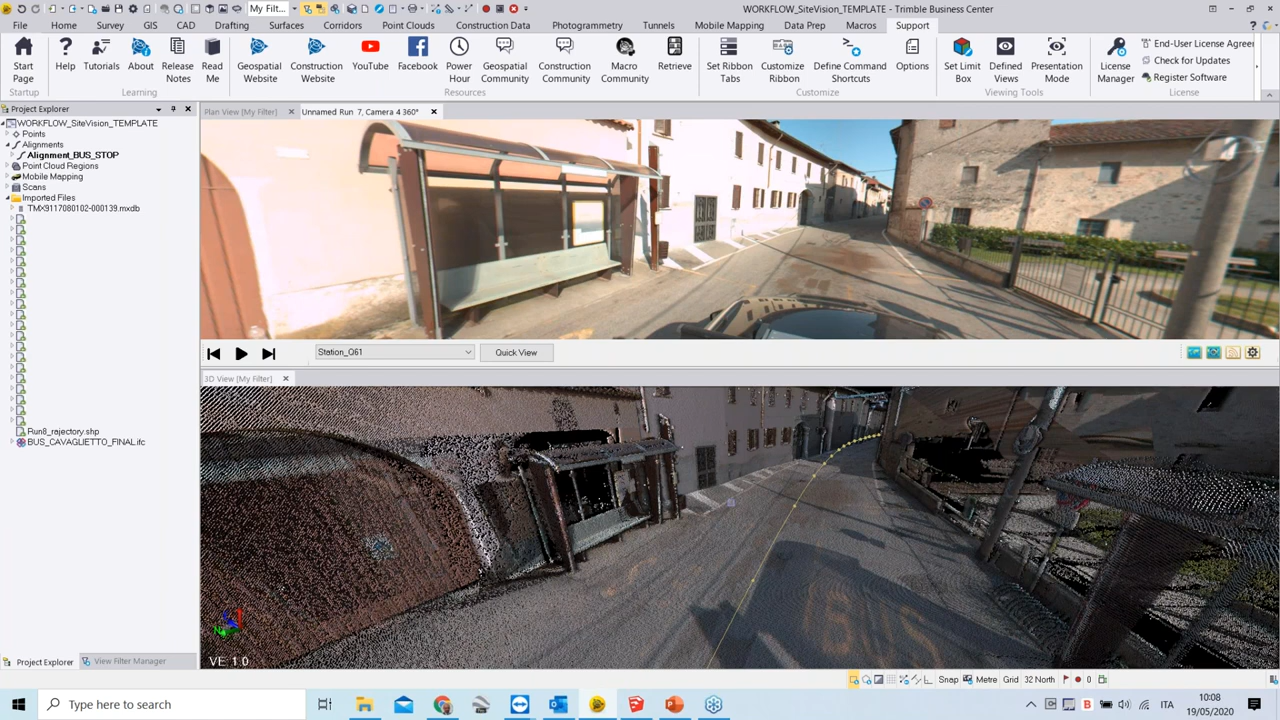 My Filt...
WORKFLOW_SiteVision_TEMPLATE - Trimble Business Center
File Home Survey GIS CAD Drafting Surfaces Corridors Point Clouds Construction Data Photogrammetry Tunnels Mobile Mapping Data Prep Macros Support
Start Page
Help
Tutorials
About
Release Notes
Read Me
Geospatial Website
Construction Website
YouTube
Facebook
Power Hour
Geospatial Community
Construction Community
Macro Community
Retrieve
Set Ribbon Tabs
Customize Ribbon
Define Command Shortcuts
Options
Set Limit Box
Defined Views
Presentation Mode
License Manager
End-User License Agreer
Check for Updates
Register Software
Startup Learning Resources Customize Viewing Tools License
Project Explorer
Plan View [My Filter]
Unnamed Run 7, Camera 4 360°
WORKFLOW_SiteVision_TEMPLATE
Points
Alignments
Alignment_BUS_STOP
Point Cloud Regions
Mobile Mapping
Scans
Imported Files
TMX9117080102-000139.mxdb
Run8_rajectory.shp
BUS_CAVAGLIETTO_FINAL.ifc
Station_Q61
Quick View
3D View [My Filter]
BUS
N
VE: 1.0
Project Explorer
View Filter Manager
Snap Metre Grid 32 North 0
Type here to search
ITA
10:08
19/05/2020